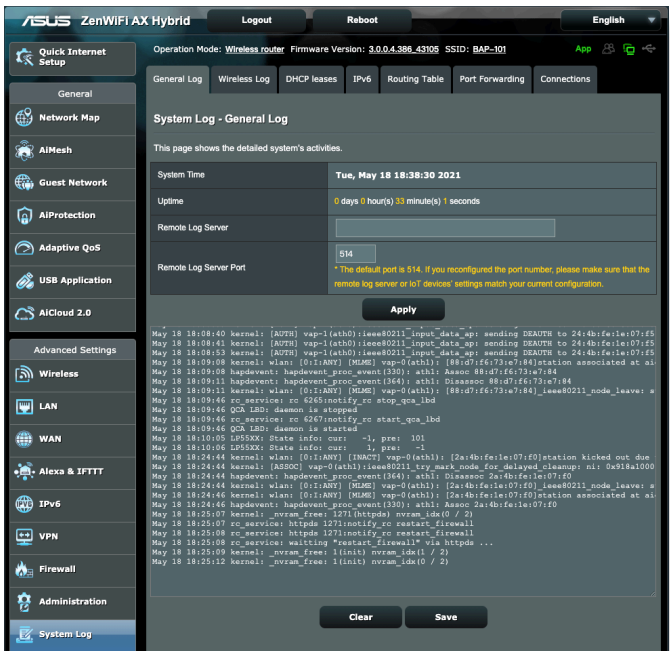 ASUS ZenWiFi AX Hybrid Logout Reboot English
Quick Internet Setup
Operation Mode: Wireless router Firmware Version: 3.0.0.4.386_43105 SSID: BAP-101 App
General Log Wireless Log DHCP leases IPv6 Routing Table Port Forwarding Connections
General
Network Map
AiMesh
Guest Network
AiProtection
Adaptive QoS
USB Application
AiCloud 2.0
Advanced Settings
Wireless
LAN
WAN
Alexa & IFTTT
IPv6
VPN
Firewall
Administration
System Log
System Log - General Log
This page shows the detailed system's activities.
System Time Tue, May 18 18:38:30 2021
Uptime 0 days 0 hour(s) 33 minute(s) 1 seconds
Remote Log Server
Remote Log Server Port 514
* The default port is 514. If you reconfigured the port number, please make sure that the
remote log server or IoT devices' settings match your current configuration.
Apply
May 18 18:08:40 kernel: [AUTH] vap-1(ath0):ieee80211_input_data_ap: sending DEAUTH to 24:4b:fe:1e:07:f5
May 18 18:08:41 kernel: [AUTH] vap-1(ath0):ieee80211_input_data_ap: sending DEAUTH to 24:4b:fe:1e:07:f5
May 18 18:08:53 kernel: [AUTH] vap-1(ath0):ieee80211_input_data_ap: sending DEAUTH to 24:4b:fe:1e:07:f5
May 18 18:09:08 kernel: wlan: [0:I:ANY] [MLME] vap-0(ath1): [88:d7:f6:73:e7:84]station associated at ai
May 18 18:09:08 hapdevent: hapdevent_proc_event(330): ath1: Assoc 88:d7:f6:73:e7:84
May 18 18:09:11 hapdevent: hapdevent_proc_event(364): ath1: Disassoc 88:d7:f6:73:e7:84
May 18 18:09:11 kernel: wlan: [0:I:ANY] [MLME] vap-0(ath1): [88:d7:f6:73:e7:84]_ieee80211_node_leave: s
May 18 18:09:46 rc_service: rc 6265:notify_rc stop_qca_lbd
May 18 18:09:46 QCA LBD: daemon is stopped
May 18 18:09:46 rc_service: rc 6267:notify_rc start_qca_lbd
May 18 18:09:46 QCA LBD: daemon is started
May 18 18:10:05 LP55XX: State info: cur: -1, pre: 101
May 18 18:10:06 LP55XX: State info: cur: 1, pre: -1
May 18 18:24:44 kernel: wlan: [0:I:ANY] [INACT] vap-0(ath1): [2a:4b:fe:1e:07:f0]station kicked out due
May 18 18:24:44 kernel: [ASSOC] vap-0(ath1):ieee80211_try_mark_node_for_delayed_cleanup: ni: 0x918a1000
May 18 18:24:44 hapdevent: hapdevent_proc_event(364): ath1: Disassoc 2a:4b:fe:1e:07:f0
May 18 18:24:44 kernel: wlan: [0:I:ANY] [MLME] vap-0(ath1): [2a:4b:fe:1e:07:f0]_ieee80211_node_leave: s
May 18 18:24:46 kernel: wlan: [0:I:ANY] [MLME] vap-0(ath1): [2a:4b:fe:1e:07:f0]station associated at ai
May 18 18:24:46 hapdevent: hapdevent_proc_event(330): ath1: Assoc 2a:4b:fe:1e:07:f0
May 18 18:25:07 kernel: _nvram_free: 1271(httpds) nvram_idx(0 / 2)
May 18 18:25:07 rc_service: httpds 1271:notify_rc restart_firewall
May 18 18:25:08 rc_service: httpds 1271:notify_rc restart_firewall
May 18 18:25:08 rc_service: waiting "restart_firewall" via httpds ...
May 18 18:25:09 kernel: _nvram_free: 1(init) nvram_idx(1 / 2)
May 18 18:25:12 kernel: _nvram_free: 1(init) nvram_idx(0 / 2)
Clear Save